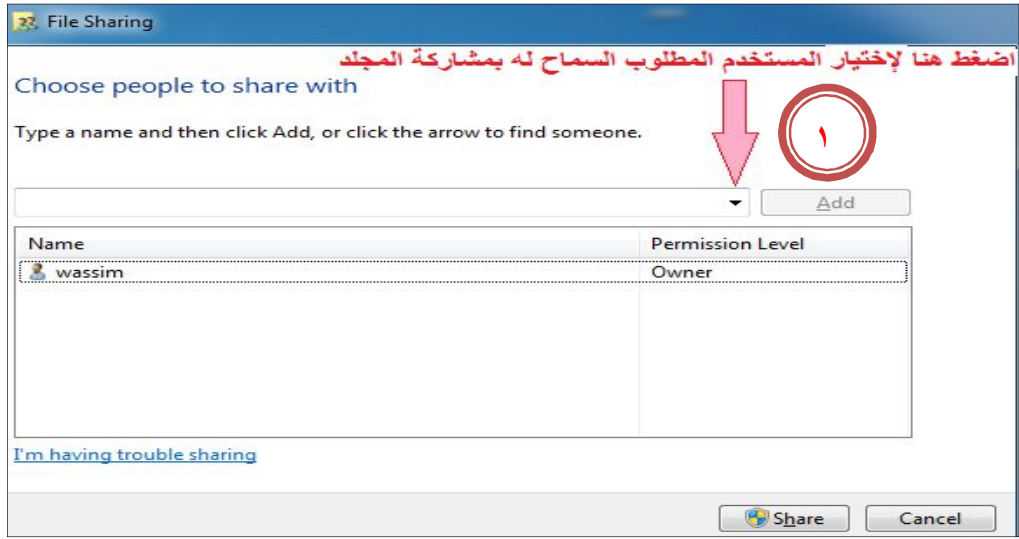 File Sharing
اضغط هنا لإختيار المستخدم المطلوب السماح له بمشاركة المجلد
Choose people to share with
Type a name and then click Add, or click the arrow to find someone.
١
Add
Name Permission Level
wassim Owner
I'm having trouble sharing
Share Cancel